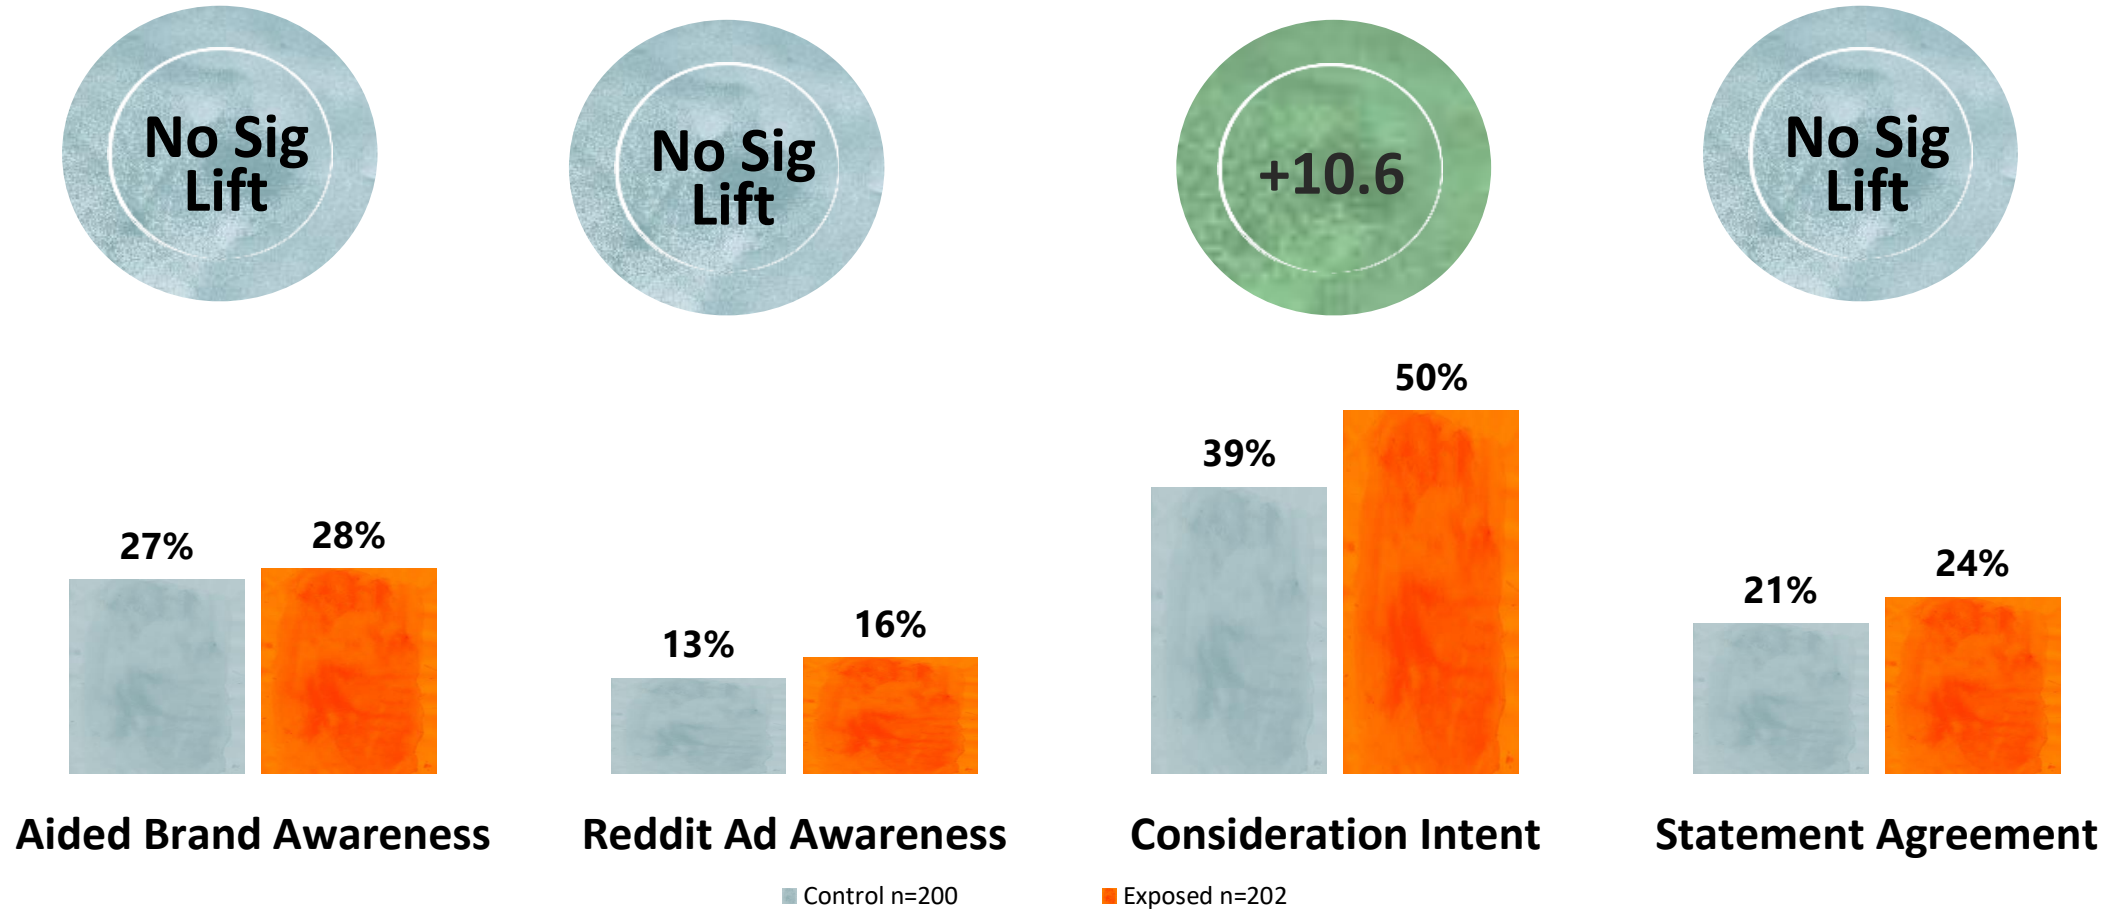 No Sig
Lift
No Sig
Lift
+10.6
No Sig
Lift
27%
28%
13%
16%
39%
50%
21%
24%
Aided Brand Awareness
Reddit Ad Awareness
Consideration Intent
Statement Agreement
Control n=200
Exposed n=202